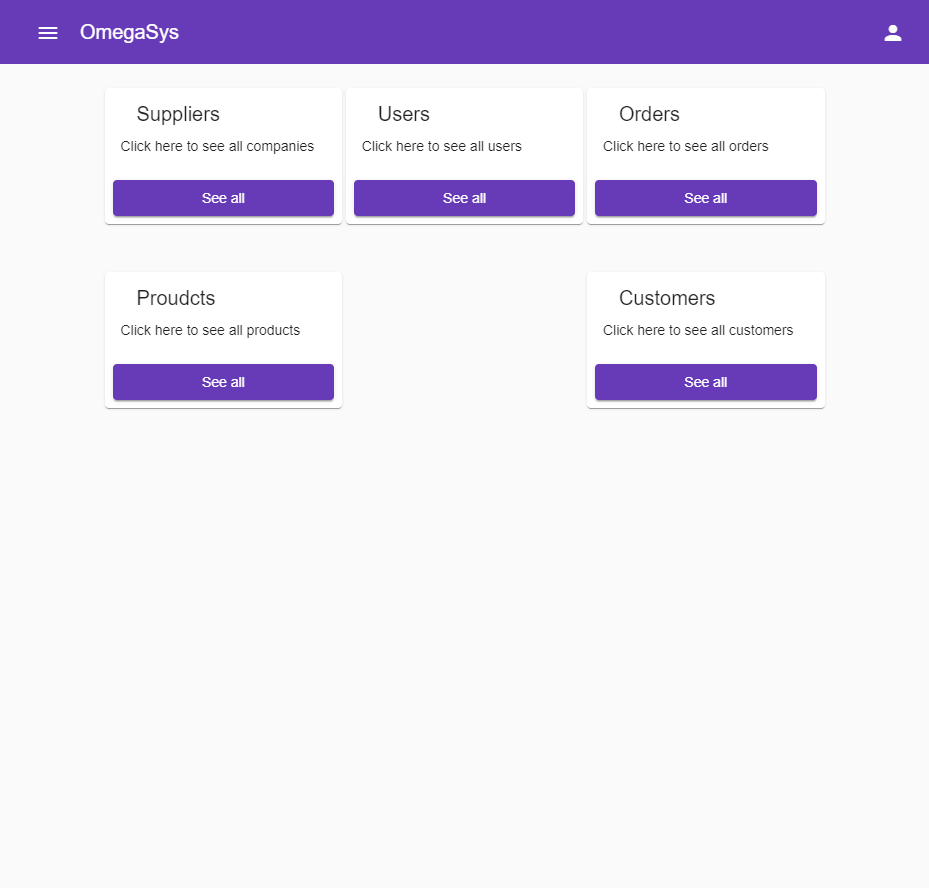 OmegaSys
Suppliers
Click here to see all companies
See all
Users
Click here to see all users
See all
Orders
Click here to see all orders
See all
Proudcts
Click here to see all products
See all
Customers
Click here to see all customers
See all